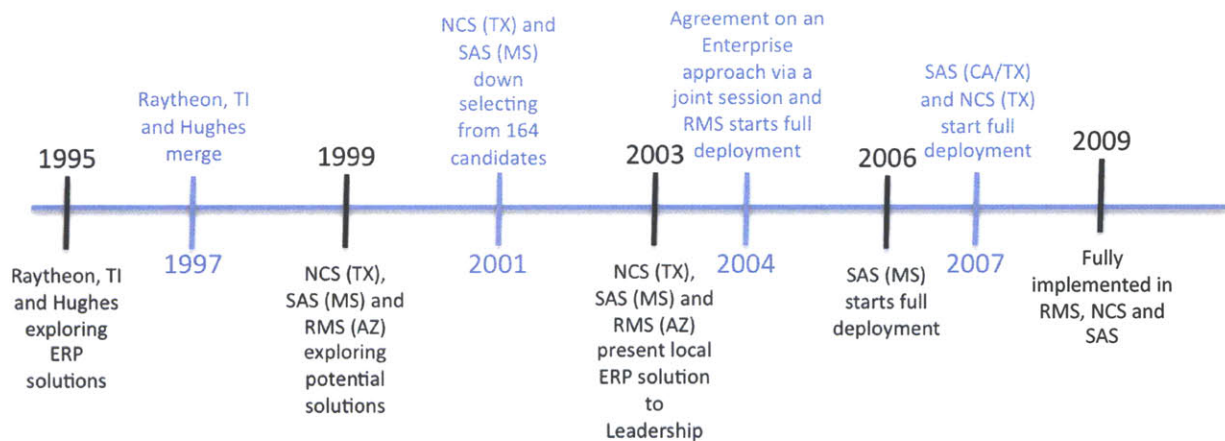 1995
Raytheon, TI
and Hughes
exploring
ERP
solutions
Raytheon, TI
and Hughes
merge
1997
1999
NCS (TX),
SAS (MS) and
RMS (AZ)
exploring
potential
solutions
NCS (TX) and
SAS (MS)
down
selecting
from 164
candidates
2001
2003
NCS (TX),
SAS (MS) and
RMS (AZ)
present local
ERP solution
to
Leadership
Agreement on an
Enterprise
approach via a
joint session and
RMS starts full
deployment
2004
2006
SAS (MS)
starts full
deployment
SAS (CA/TX)
and NCS (TX)
start full
deployment
2007
2009
Fully
implemented in
RMS, NCS and
SAS